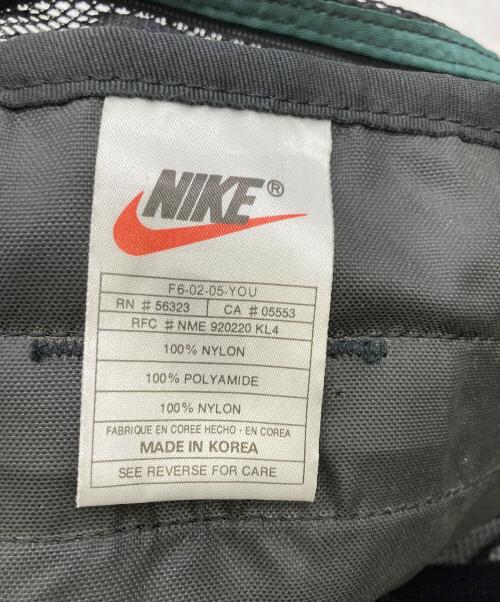 NIKE®
F6-02-05-YOU
RN # 56323 CA # 05553
RFC # NME 920220 KL4
100% NYLON
100% POLYAMIDE
100% NYLON
FABRIQUE EN COREE HECHO · EN COREA
MADE IN KOREA
SEE REVERSE FOR CARE